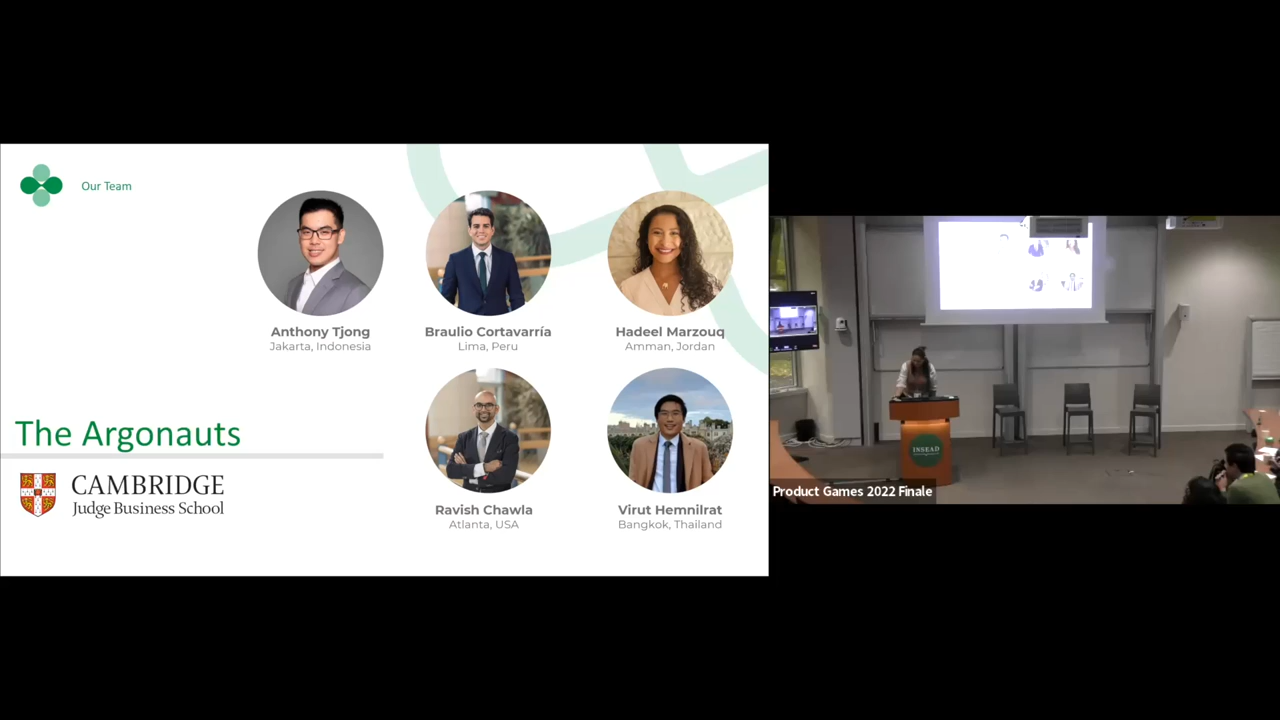 Our Team
Anthony Tjong
Jakarta, Indonesia
Braulio Cortavarría
Lima, Peru
Hadeel Marzouq
Amman, Jordan
Ravish Chawla
Atlanta, USA
Virut Hemnilrat
Bangkok, Thailand
The Argonauts
CAMBRIDGE
Judge Business School
INSEAD
Product Games 2022 Finale